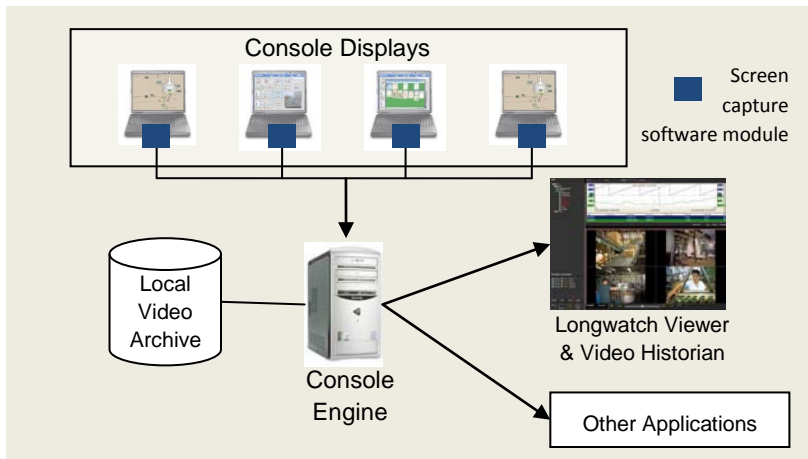 Console Displays
Screen
capture
software module
Local
Video
Archive
Console
Engine
Longwatch Viewer
& Video Historian
Other Applications